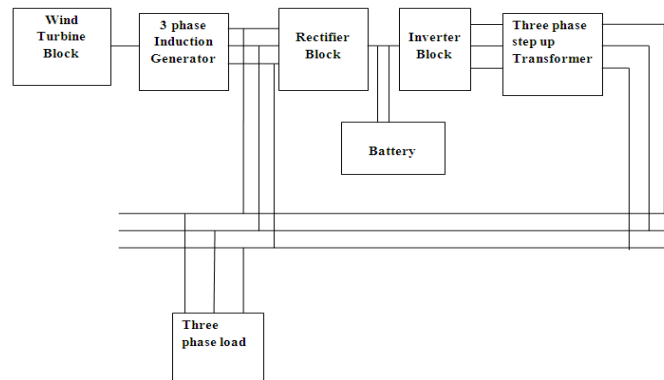 Wind
Turbine
Block
3 phase
Induction
Generator
Rectifier
Block
Inverter
Block
Three phase
step up
Transformer
Battery
Three
phase load